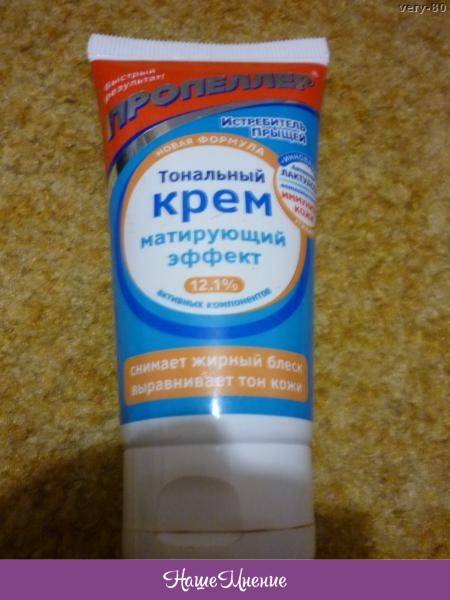 very-80
Быстрый
результат!
ПРОПЕЛЛЕР®
Истребитель
Прыщей
НОВАЯ ФОРМУЛА
Тональный
крем
матирующий
эффект
12.1%
активных компонентов
снимает жирный блеск
выравнивает тон кожи
НашеМнение